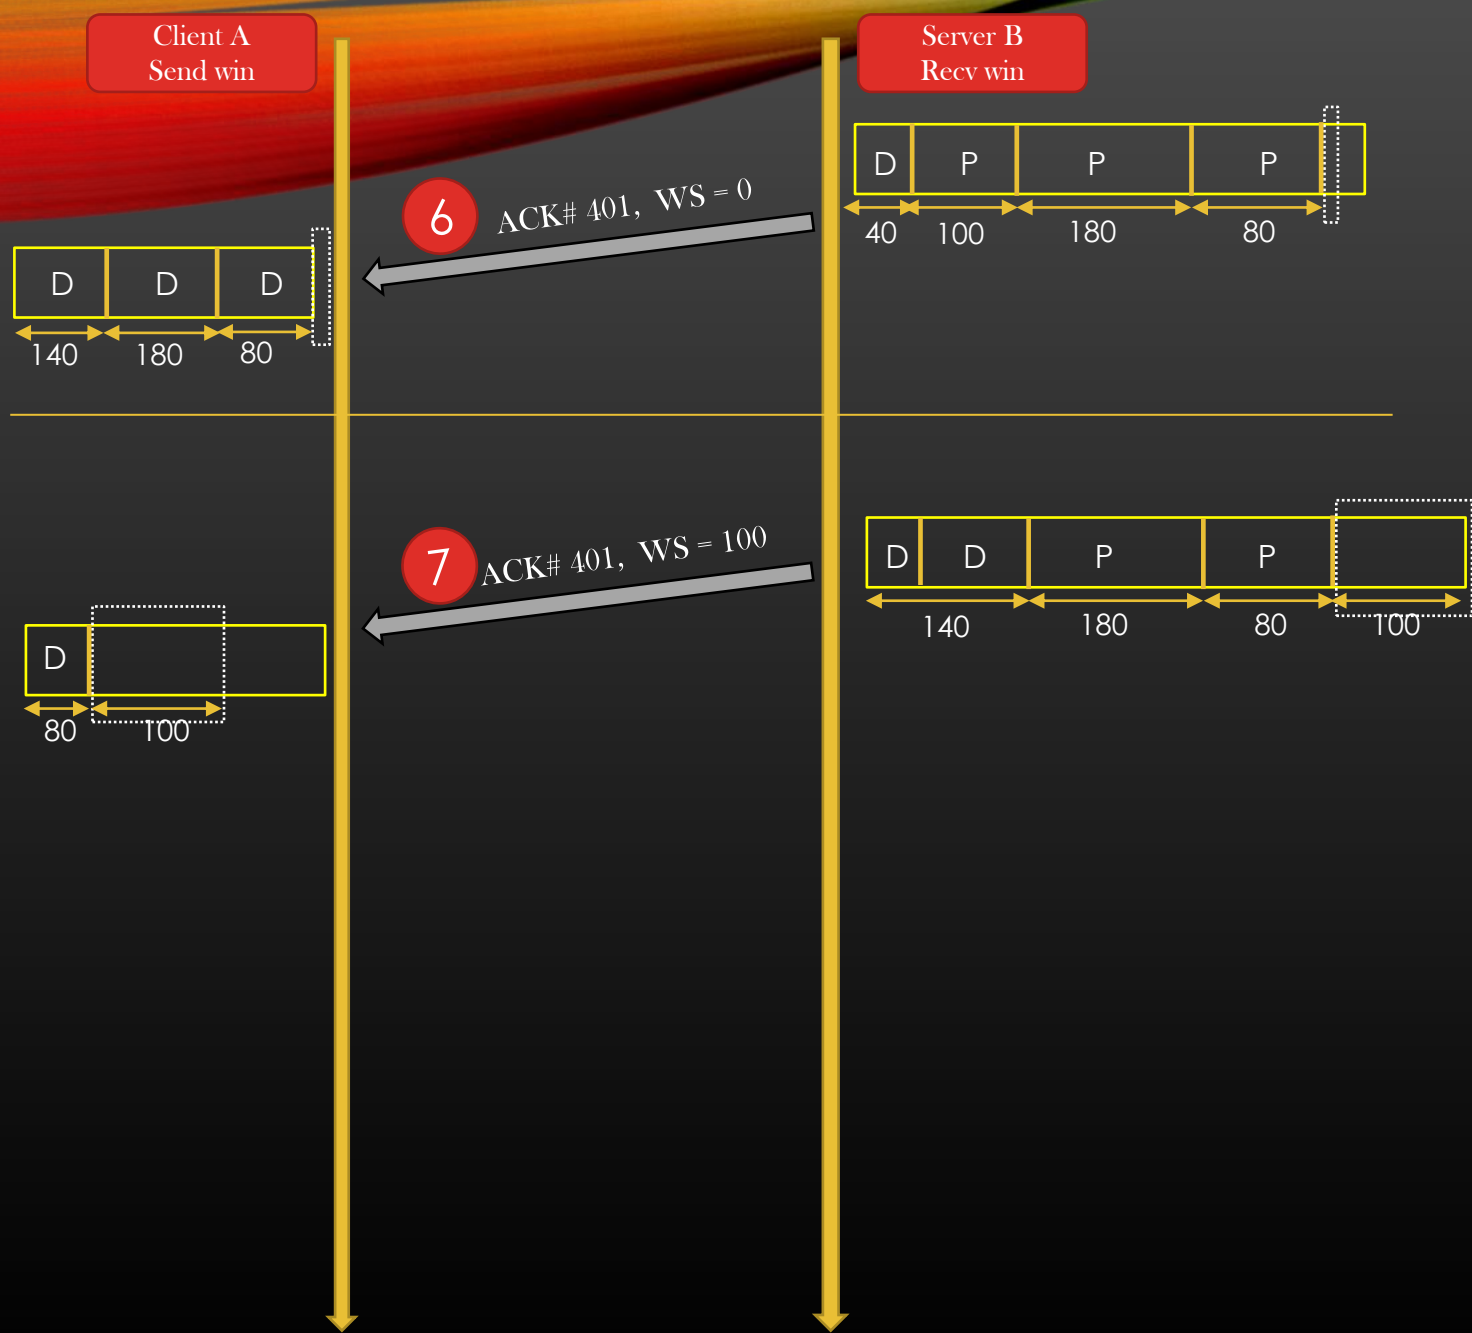 Client A
Send win
Server B
Recv win
D P P P
40 100 180 80
6 ACK# 401, WS = 0
D D D
140 180 80
7 ACK# 401, WS = 100
D D P P
140 180 80 100
D
80 100